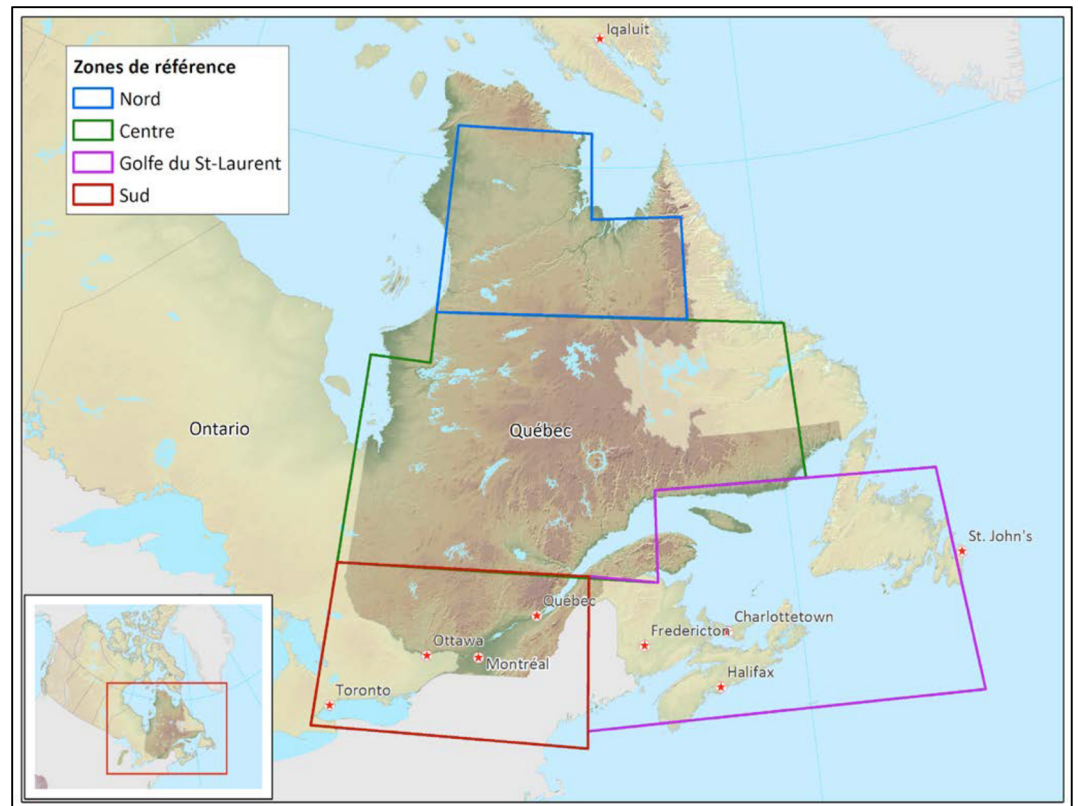 Iqaluit
Zones de référence
Nord
Centre
Golfe du St-Laurent
Sud
Ontario
Québec
St. John's
Québec
Charlottetown
Fredericton
Ottawa
Montréal
Halifax
Toronto